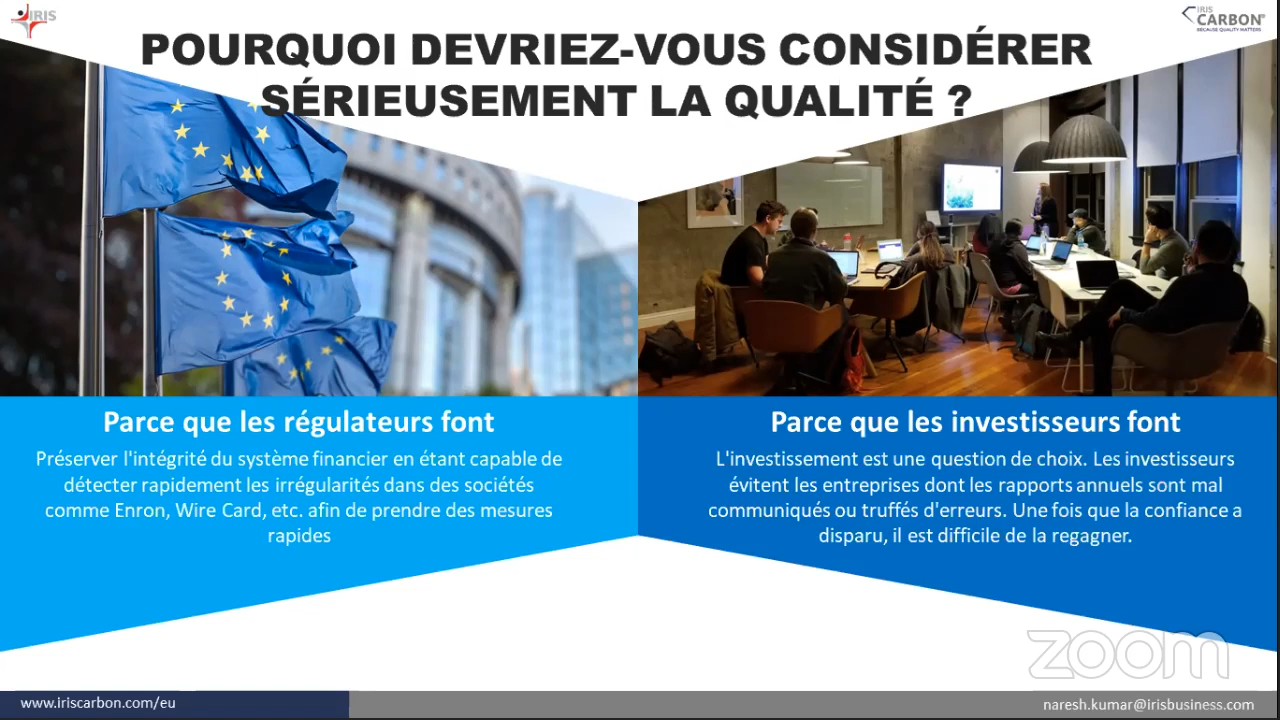 IRIS
IRIS
CARBON®
BECAUSE QUALITY MATTERS
POURQUOI DEVRIEZ-VOUS CONSIDÉRER
SÉRIEUSEMENT LA QUALITÉ ?
Parce que les régulateurs font
Préserver l'intégrité du système financier en étant capable de
détecter rapidement les irrégularités dans des sociétés
comme Enron, Wire Card, etc. afin de prendre des mesures
rapides
Parce que les investisseurs font
L'investissement est une question de choix. Les investisseurs
évitent les entreprises dont les rapports annuels sont mal
communiqués ou truffés d'erreurs. Une fois que la confiance a
disparu, il est difficile de la regagner.
zoom
www.iriscarbon.com/eu
naresh.kumar@irisbusiness.com